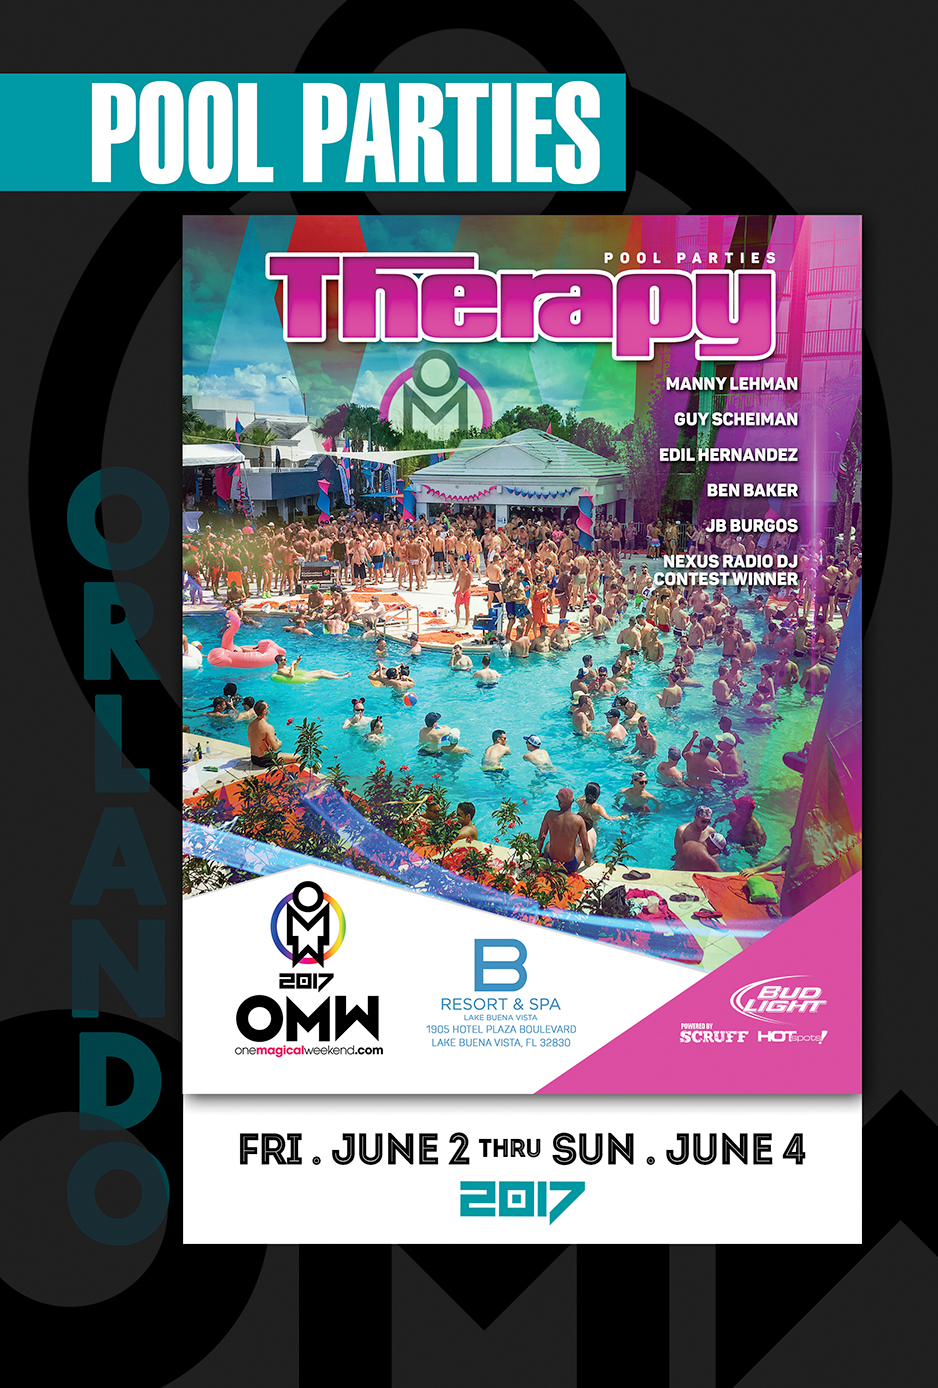 POOL PARTIES
POOL PARTIES
Therapy
MANNY LEHMAN
GUY SCHEIMAN
EDIL HERNANDEZ
BEN BAKER
JB BURGOS
NEXUS RADIO DJ
CONTEST WINNER
ORLANDO
OMW
2017
OMW
onemagicalweekend.com
B
RESORT & SPA
LAKE BUENA VISTA
1905 HOTEL PLAZA BOULEVARD
LAKE BUENA VISTA, FL 32830
BUD
LIGHT
POWERED BY
SCRUFF HOTspots!
FRI . JUNE 2 THRU SUN . JUNE 4
2017
OMW